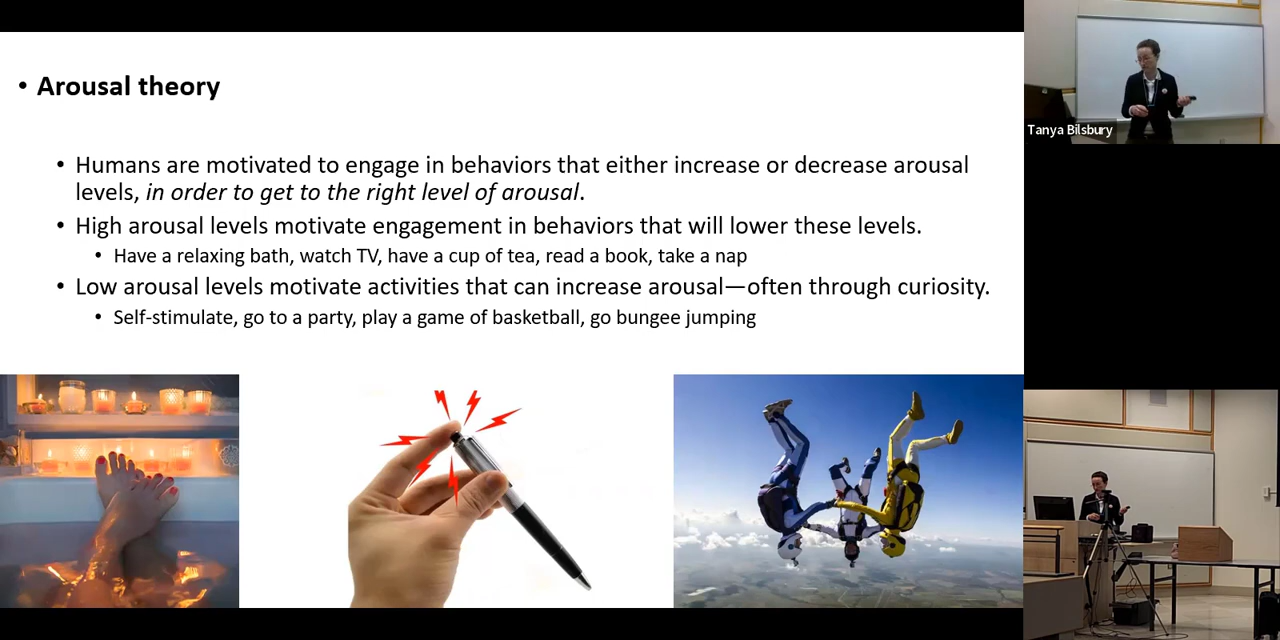 • Arousal theory
• Humans are motivated to engage in behaviors that either increase or decrease arousal
levels, in order to get to the right level of arousal.
• High arousal levels motivate engagement in behaviors that will lower these levels.
• Have a relaxing bath, watch TV, have a cup of tea, read a book, take a nap
• Low arousal levels motivate activities that can increase arousal—often through curiosity.
• Self-stimulate, go to a party, play a game of basketball, go bungee jumping
Tanya Bilsbury